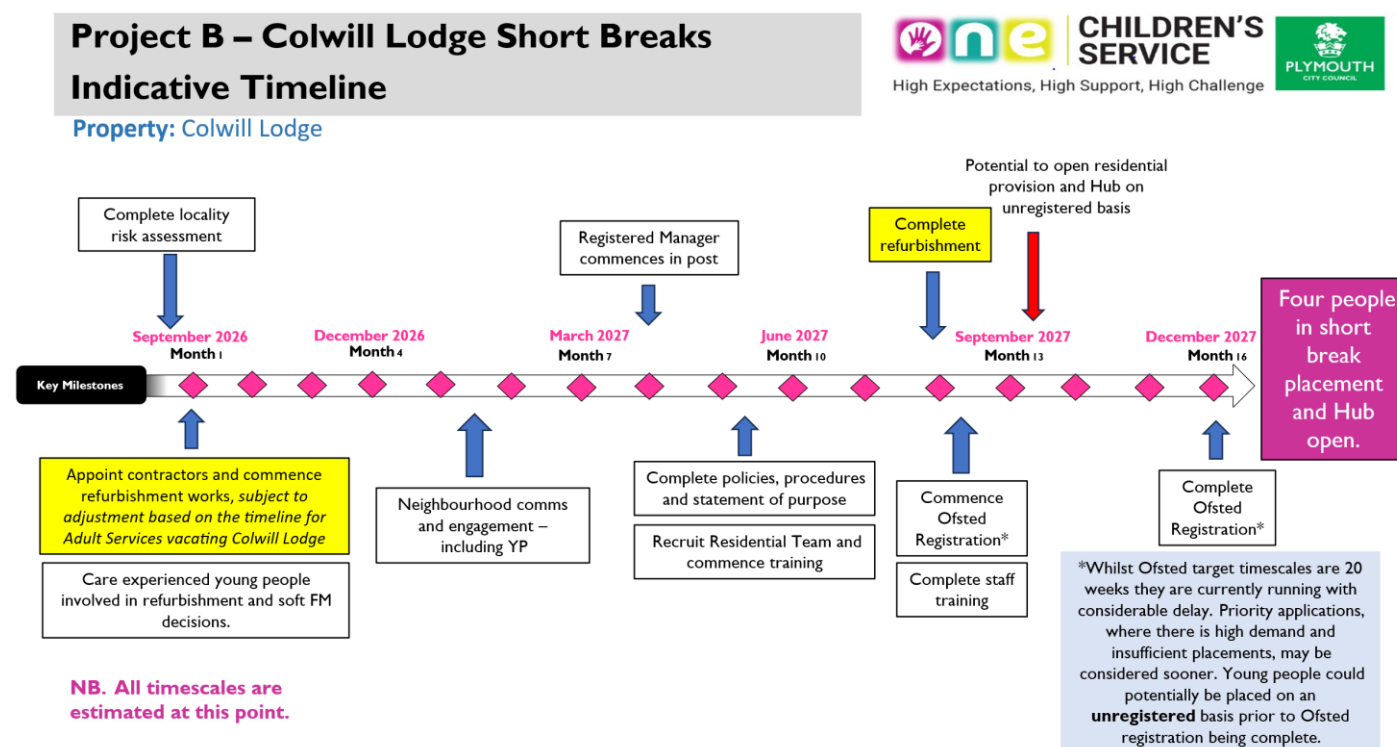 Project B – Colwill Lodge Short Breaks
Indicative Timeline
one
CHILDREN'S
SERVICE
High Expectations, High Support, High Challenge
PLYMOUTH
CITY COUNCIL
Property: Colwill Lodge
Complete locality
risk assessment
Registered Manager
commences in post
Complete
refurbishment
Potential to open residential
provision and Hub on
unregistered basis
September 2026
Month 1
December 2026
Month 4
March 2027
Month 7
June 2027
Month 10
September 2027
Month 13
December 2027
Month 16
Key Milestones
Four people
in short
break
placement
and Hub
open.
Appoint contractors and commence
refurbishment works, subject to
adjustment based on the timeline for
Adult Services vacating Colwill Lodge
Care experienced young people
involved in refurbishment and soft FM
decisions.
Neighbourhood comms
and engagement –
including YP
Complete policies, procedures
and statement of purpose
Recruit Residential Team and
commence training
Commence
Ofsted
Registration*
Complete staff
training
Complete
Ofsted
Registration*
*Whilst Ofsted target timescales are 20
weeks they are currently running with
considerable delay. Priority applications,
where there is high demand and
insufficient placements, may be
considered sooner. Young people could
potentially be placed on an
unregistered basis prior to Ofsted
registration being complete.
NB. All timescales are
estimated at this point.